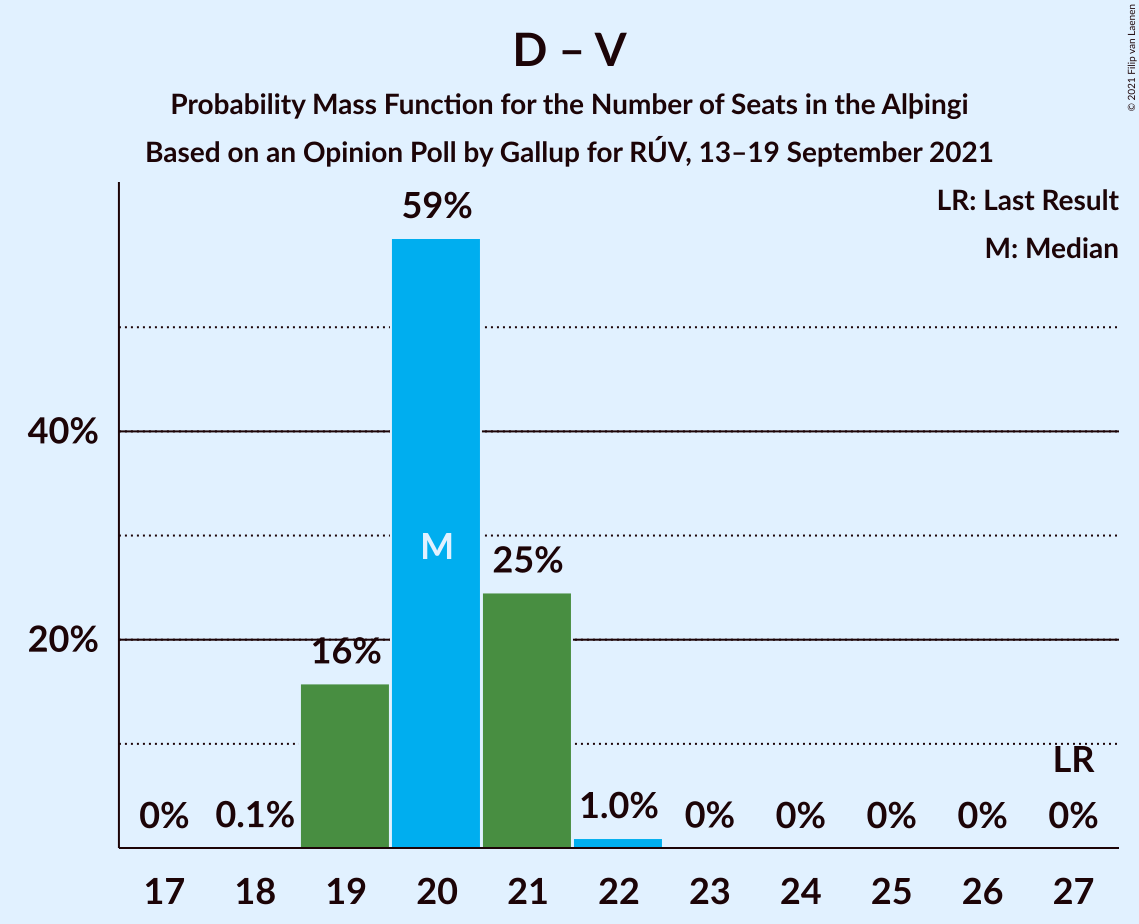 D – V
Probability Mass Function for the Number of Seats in the Alþingi
Based on an Opinion Poll by Gallup for RÚV, 13–19 September 2021
© 2021 Filip van Laenen
LR: Last Result
M: Median
59%
40%
M
25%
20%
16%
LR
0%
0.1%
1.0%
0%
0%
0%
0%
0%
17 18 19 20 21 22 23 24 25 26 27